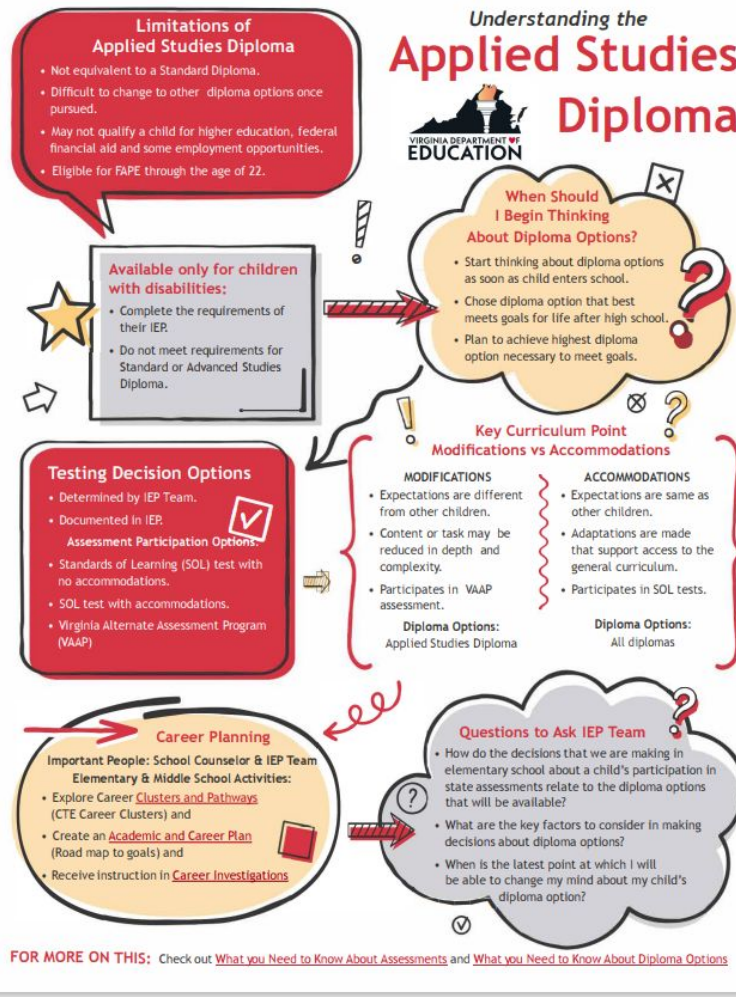 Understanding the
Applied Studies
Diploma
VIRGINIA DEPARTMENT OF
EDUCATION
Limitations of
Applied Studies Diploma
• Not equivalent to a Standard Diploma.
• Difficult to change to other diploma options once
pursued.
• May not qualify a child for higher education, federal
financial aid and some employment opportunities.
• Eligible for FAPE through the age of 22.
Available only for children
with disabilities:
• Complete the requirements of
their IEP.
• Do not meet requirements for
Standard or Advanced Studies
Diploma.
When Should
I Begin Thinking
About Diploma Options?
• Start thinking about diploma options
as soon as child enters school.
• Chose diploma option that best
meets goals for life after high school.
• Plan to achieve highest diploma
option necessary to meet goals.
Testing Decision Options
• Determined by IEP Team.
• Documented in IEP.
Assessment Participation Options:
• Standards of Learning (SOL) test with
no accommodations.
• SOL test with accommodations.
• Virginia Alternate Assessment Program
(VAAP)
Key Curriculum Point
Modifications vs Accommodations
MODIFICATIONS
• Expectations are different
from other children.
• Content or task may be
reduced in depth and
complexity.
• Participates in VAAP
assessment.
Diploma Options:
Applied Studies Diploma
ACCOMMODATIONS
• Expectations are same as
other children.
• Adaptations are made
that support access to the
general curriculum.
• Participates in SOL tests.
Diploma Options:
All diplomas
Career Planning
Important People: School Counselor & IEP Team
Elementary & Middle School Activities:
• Explore Career Clusters and Pathways
(CTE Career Clusters) and
• Create an Academic and Career Plan
(Road map to goals) and
• Receive instruction in Career Investigations
Questions to Ask IEP Team
• How do the decisions that we are making in
elementary school about a child's participation in
state assessments relate to the diploma options
that will be available?
• What are the key factors to consider in making
decisions about diploma options?
• When is the latest point at which I will
be able to change my mind about my child's
diploma option?
FOR MORE ON THIS: Check out What you Need to Know About Assessments and What you Need to Know About Diploma Options